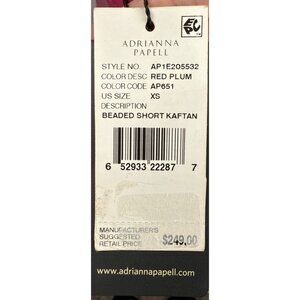 ADRIANNA
PAPELL
STYLE NO. AP1E205532
COLOR DESC RED PLUM
COLOR CODE AP651
US SIZE XS
DESCRIPTION
BEADED SHORT KAFTAN
6 52933 22287 7
MANUFACTURER'S
SUGGESTED
RETAIL PRICE $249.00
www.adriannapapell.com